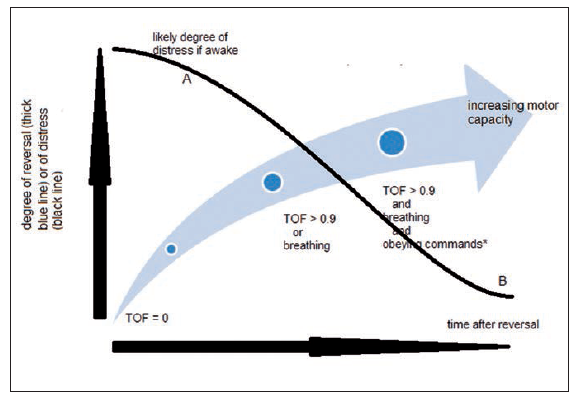 likely degree of
distress if awake
A
degree of reversal (thick
blue line) or of distress
(black line)
increasing motor
capacity
TOF > 0.9
or
breathing
TOF > 0.9
and
breathing
and
obeying commands*
B
TOF = 0
time after reversal